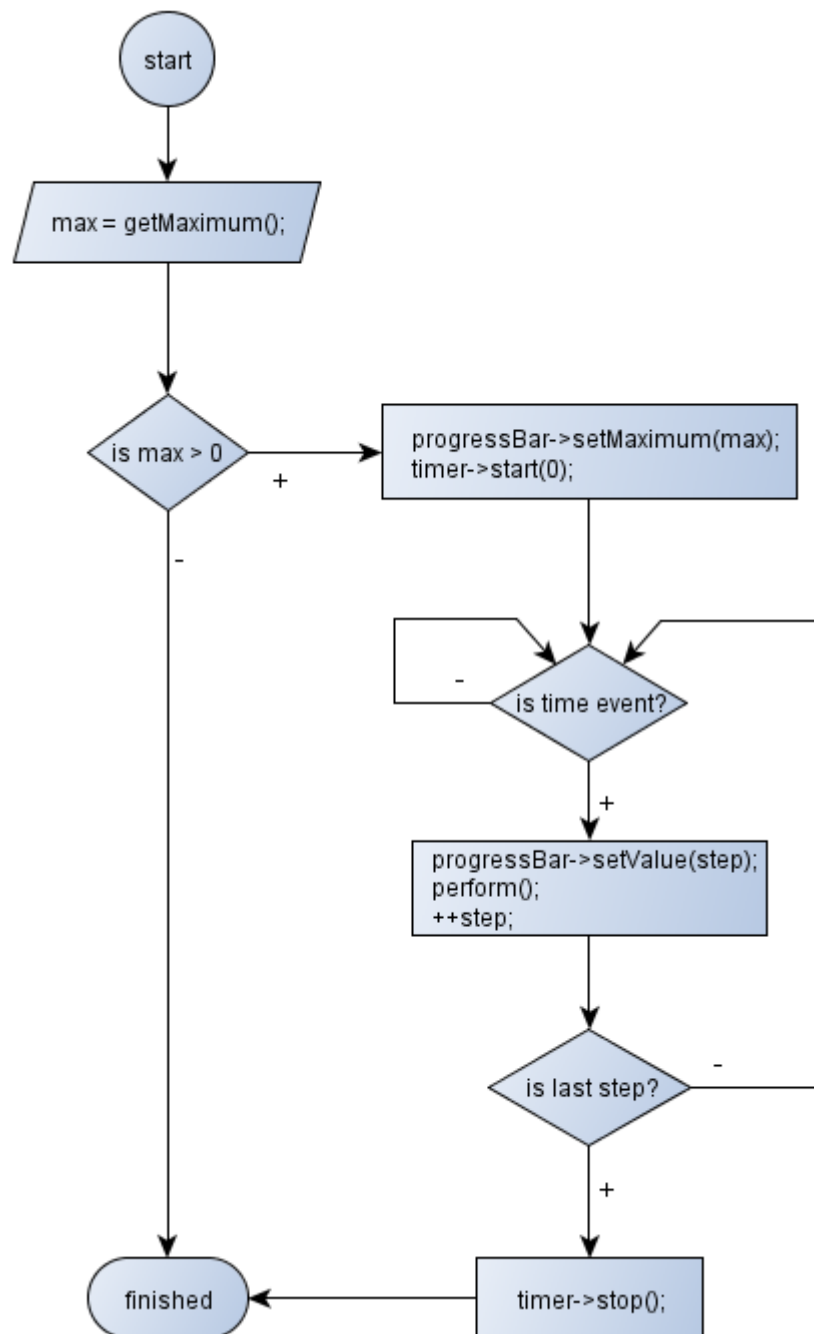 start
max = getMaximum();
is max > 0
+
-
progressBar->setMaximum(max);
timer->start(0);
-
is time event?
+
progressBar->setValue(step);
perform();
++step;
is last step?
-
+
timer->stop();
finished